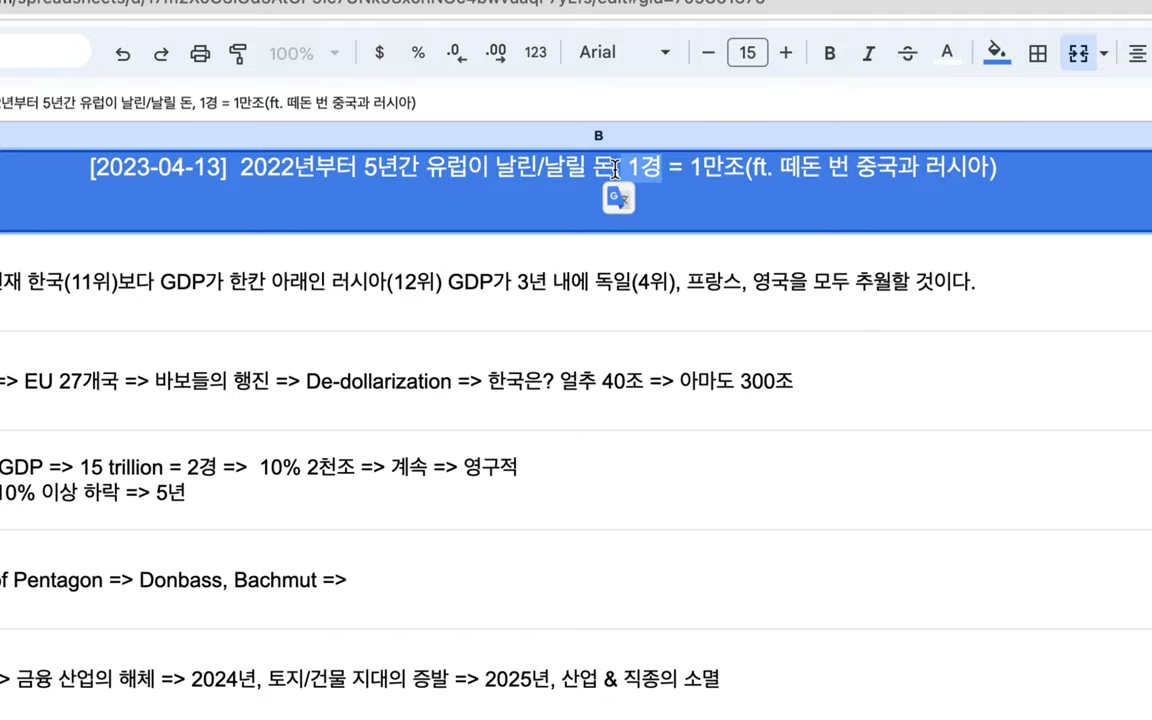 100%
$ % .0 .00 123 Arial 15 B I A
년부터 5년간 유럽이 날린/날릴 돈, 1경 = 1만조(ft. 떼돈 번 중국과 러시아)
B
[2023-04-13] 2022년부터 5년간 유럽이 날린/날릴 돈, 1경 = 1만조(ft. 떼돈 번 중국과 러시아)
재 한국(11위)보다 GDP가 한칸 아래인 러시아(12위) GDP가 3년 내에 독일(4위), 프랑스, 영국을 모두 추월할 것이다.
=> EU 27개국 => 바보들의 행진 => De-dollarization => 한국은? 얼추 40조 => 아마도 300조
GDP => 15 trillion = 2경 => 10% 2천조 => 계속 => 영구적
10% 이상 하락 => 5년
of Pentagon => Donbass, Bachmut =>
> 금융 산업의 해체 => 2024년, 토지/건물 지대의 증발 => 2025년, 산업 & 직종의 소멸